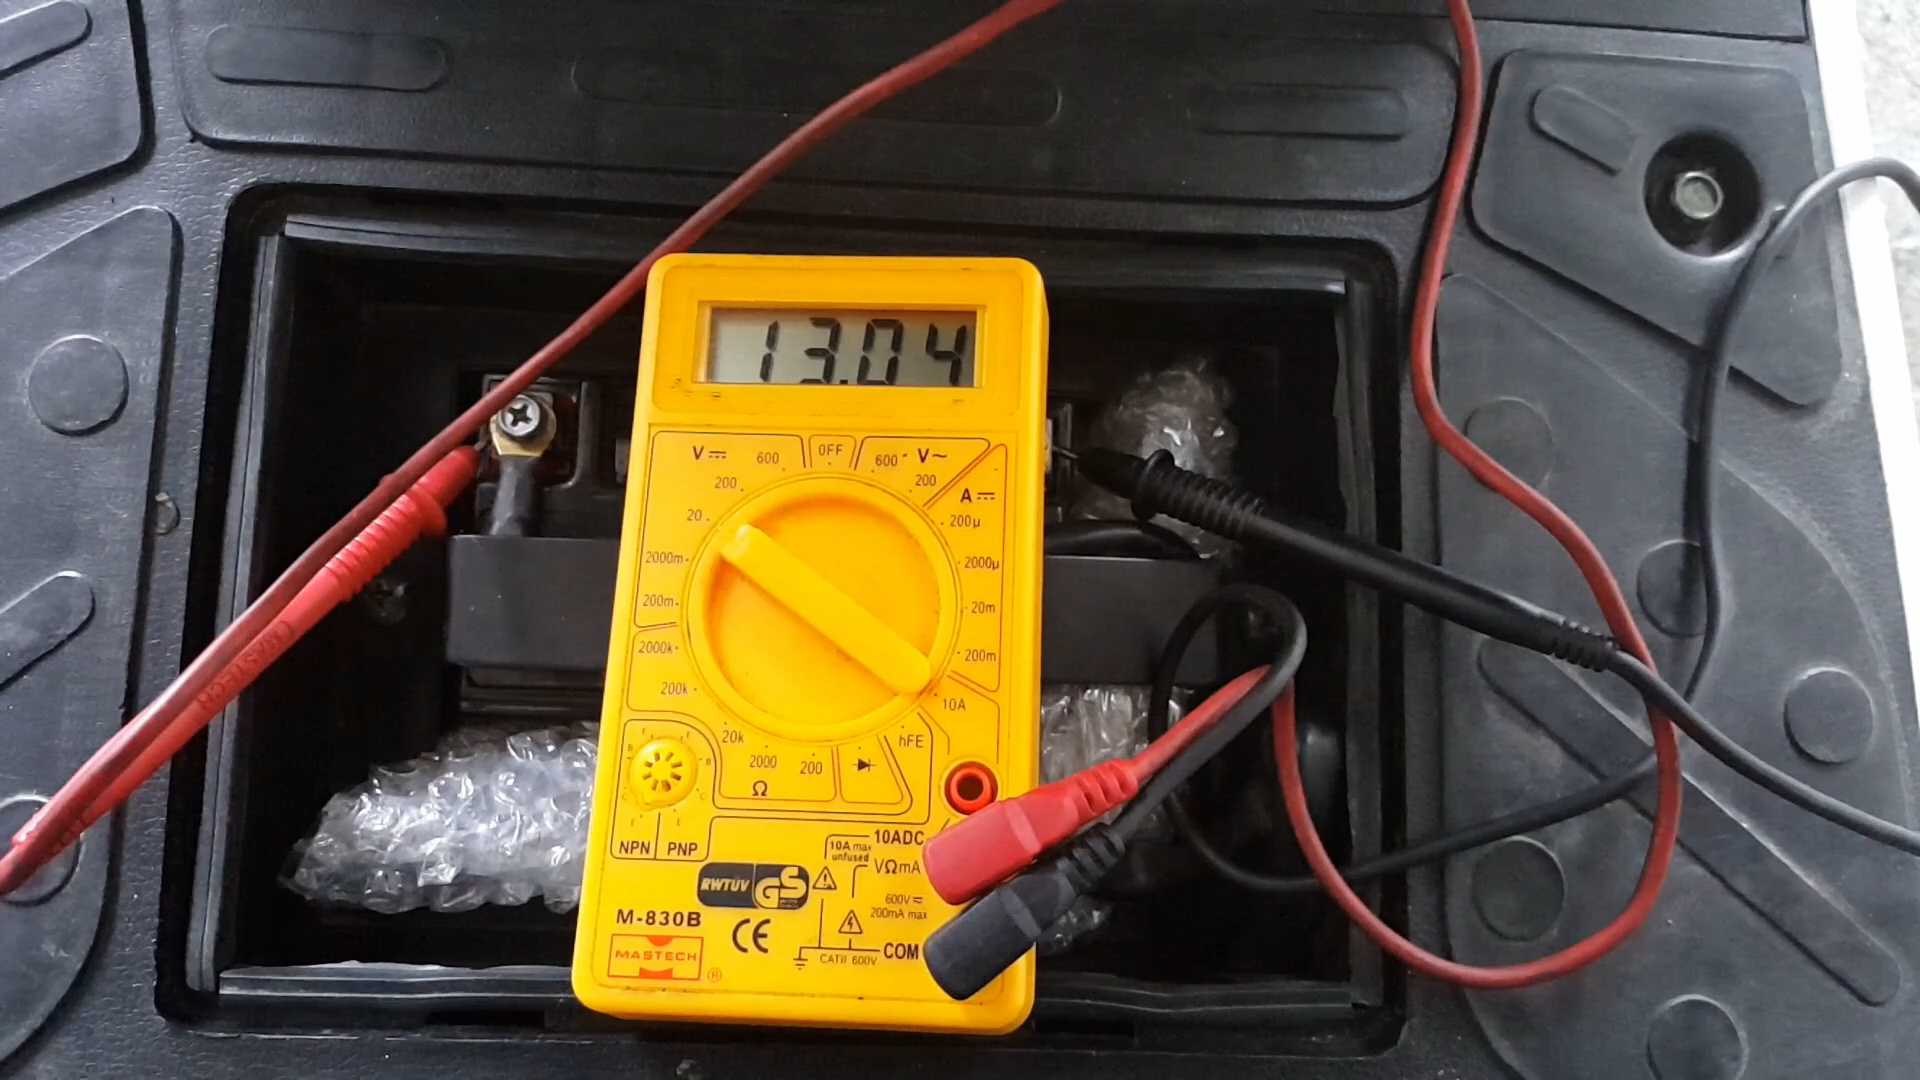 13.04
OFF
V⎓ 600
200
20
2000m
200m
2000k
200k
20k
2000
200
Ω
600 V~
200
A⎓
200µ
2000µ
20m
200m
10A
hFE
E E
B B
C C
E E
NPN PNP
10ADC
10A max
unfused
VΩmA
600V⎓
200mA max
COM
CATII 600V
RWTÜV GS
M-830B
CE
MASTECH ®
MASTECH